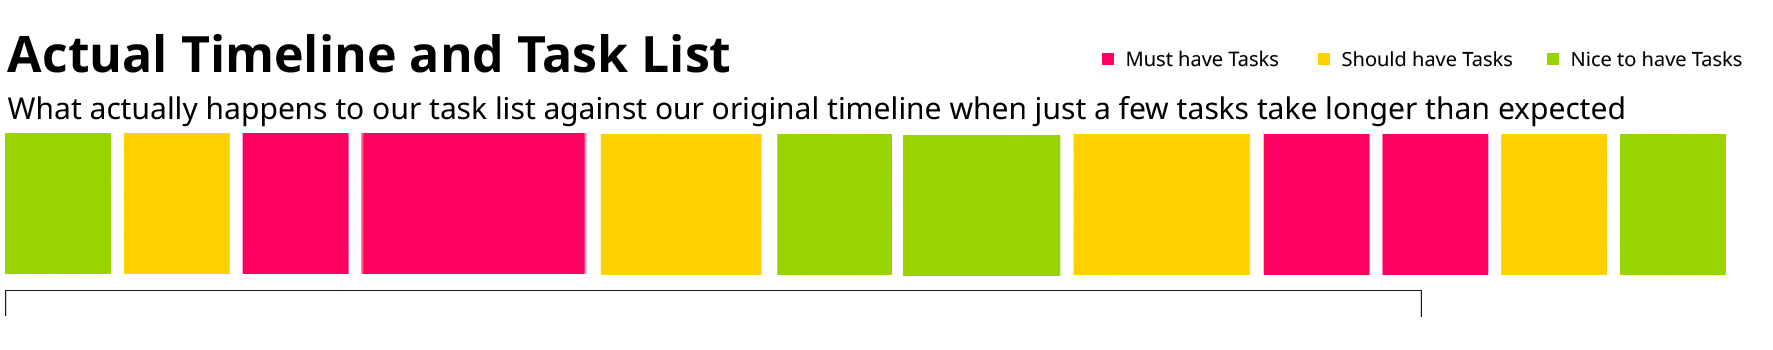 Actual Timeline and Task List
Must have Tasks
Should have Tasks
Nice to have Tasks
What actually happens to our task list against our original timeline when just a few tasks take longer than expected